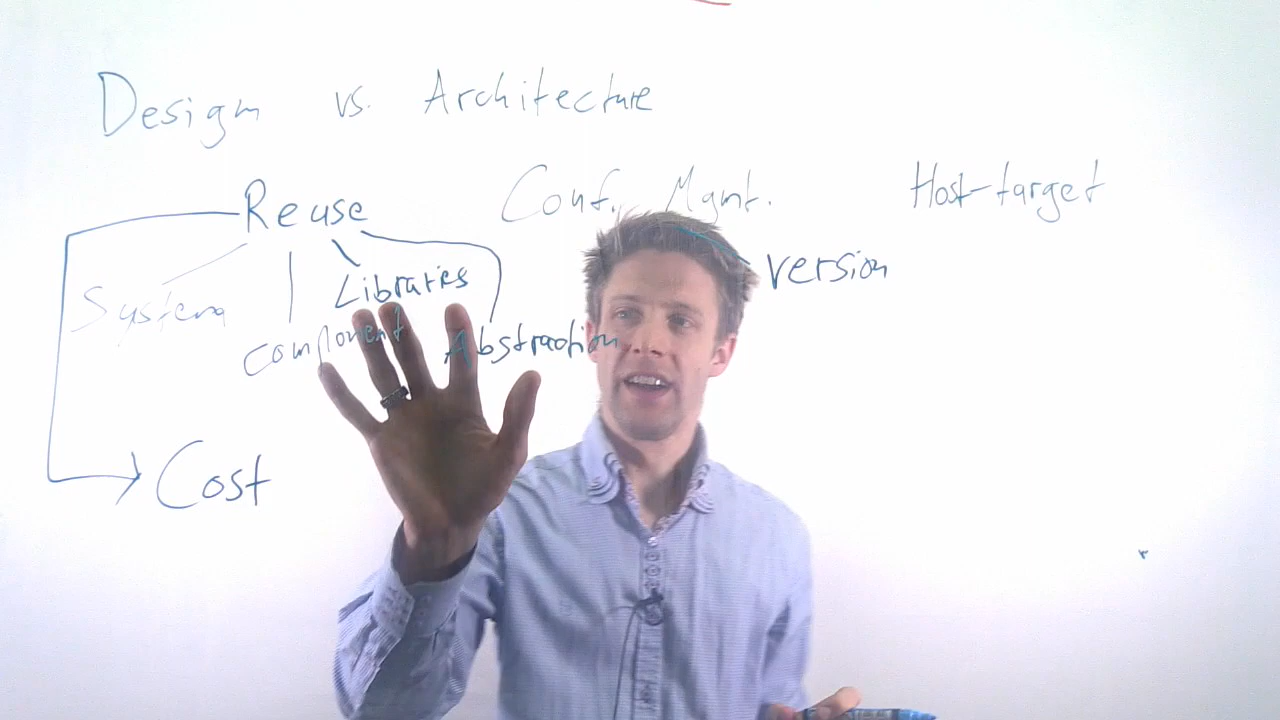 Design vs. Architecture
Reuse Conf. Mgmt. Host-target
version
System Libraries
component Abstraction
Cost